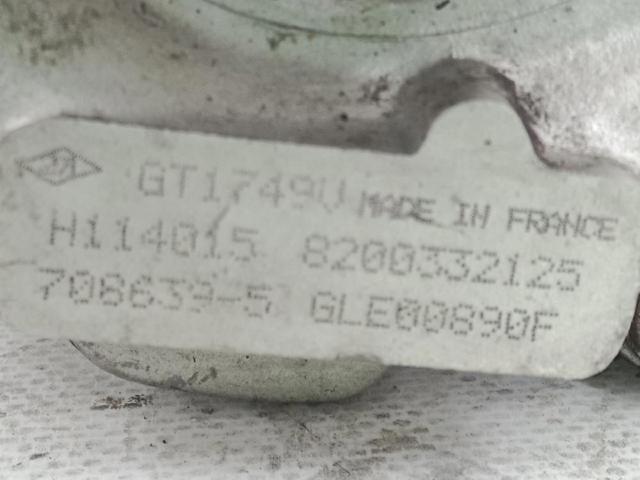 GT1749V MADE IN FRANCE
H114015 8200332125
708639-5 GLE00890F